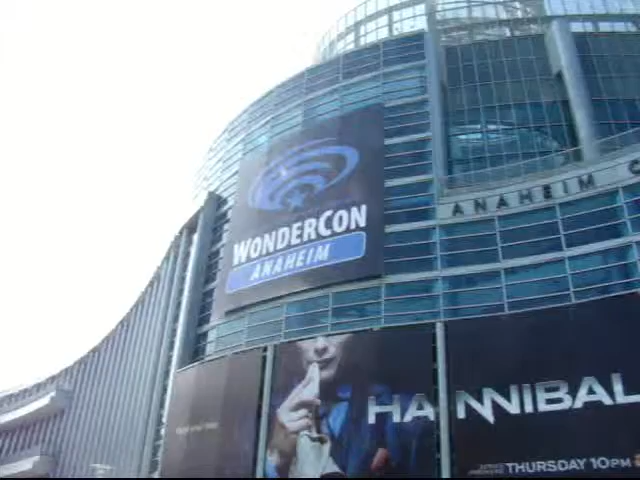 WONDERCON
ANAHEIM
ANAHEIM C
HANNIBAL
THURSDAY 10PM